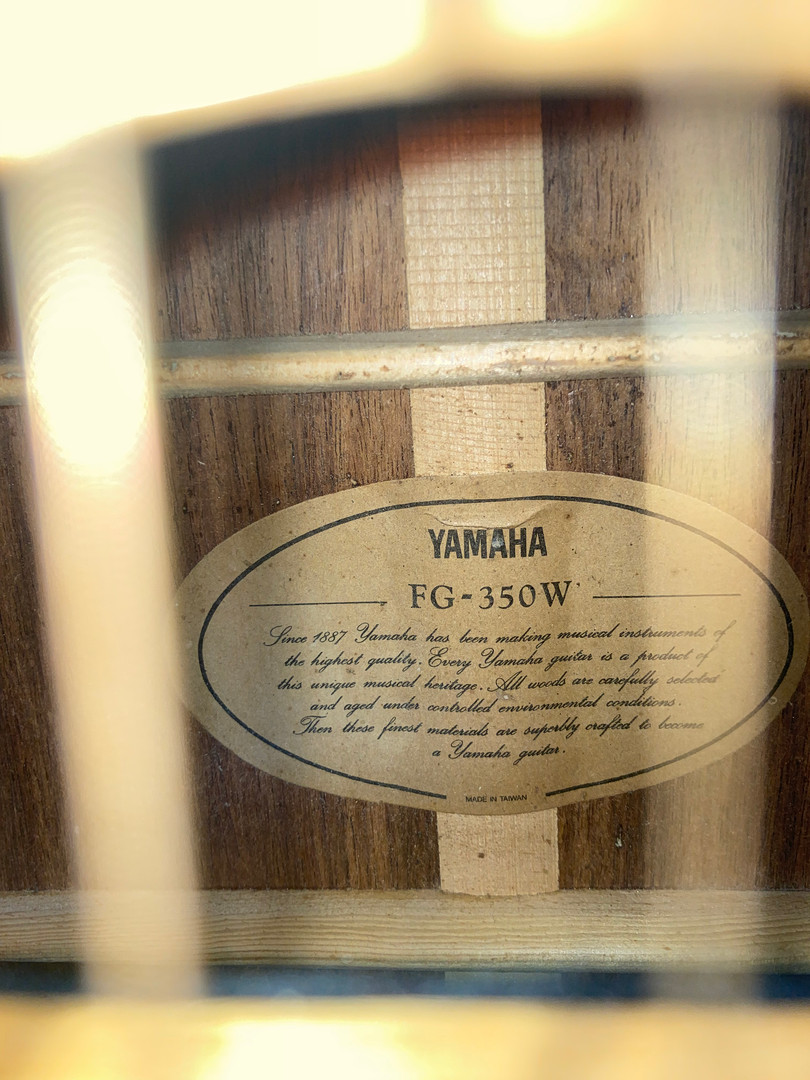 YAMAHA
FG-350W
Since 1887 Yamaha has been making musical instruments of
the highest quality. Every Yamaha guitar is a product of
this unique musical heritage. All woods are carefully selected
and aged under controlled environmental conditions.
Then these finest materials are superbly crafted to become
a Yamaha guitar.
MADE IN TAIWAN